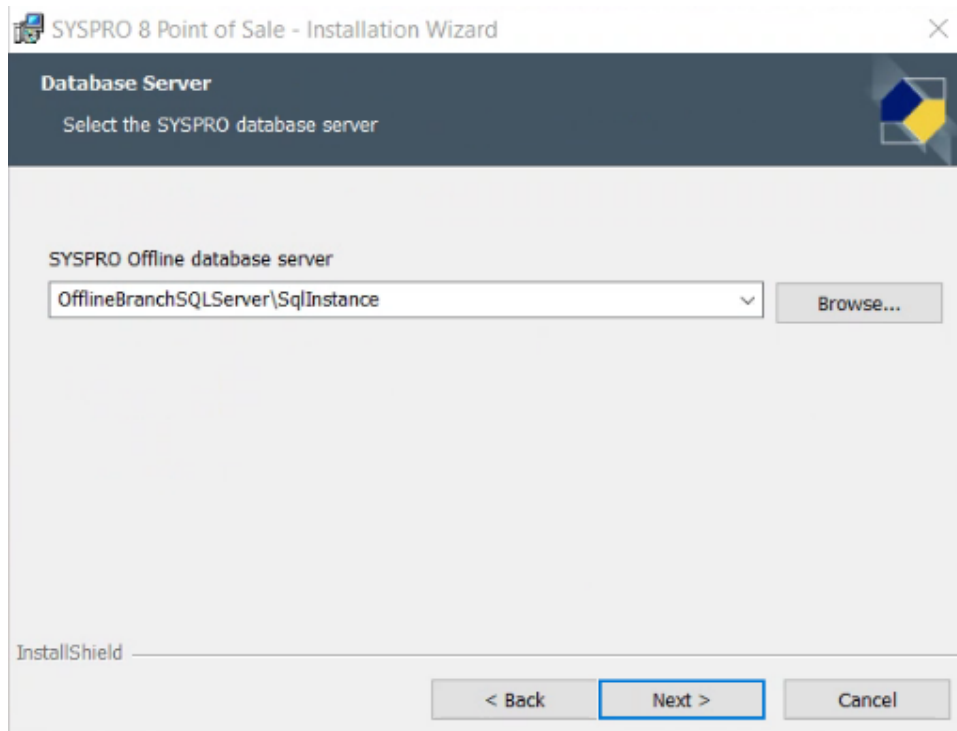 SYSPRO 8 Point of Sale - Installation Wizard
Database Server
Select the SYSPRO database server
SYSPRO Offline database server
OfflineBranchSQLServer\SqlInstance
Browse...
InstallShield
< Back
Next >
Cancel